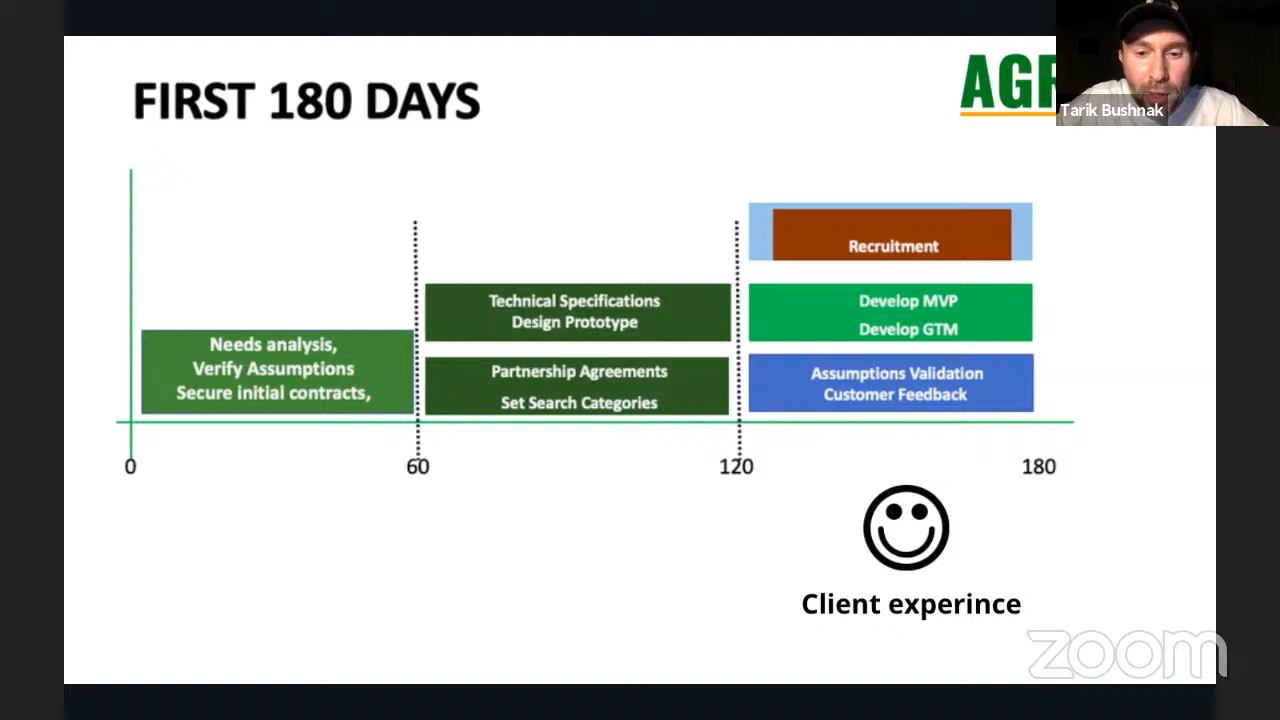 FIRST 180 DAYS
AGR
Tarik Bushnak
Recruitment
Technical Specifications
Design Prototype
Develop MVP
Develop GTM
Needs analysis,
Verify Assumptions
Secure initial contracts,
Partnership Agreements
Set Search Categories
Assumptions Validation
Customer Feedback
0
60
120
180
Client experince
zoom